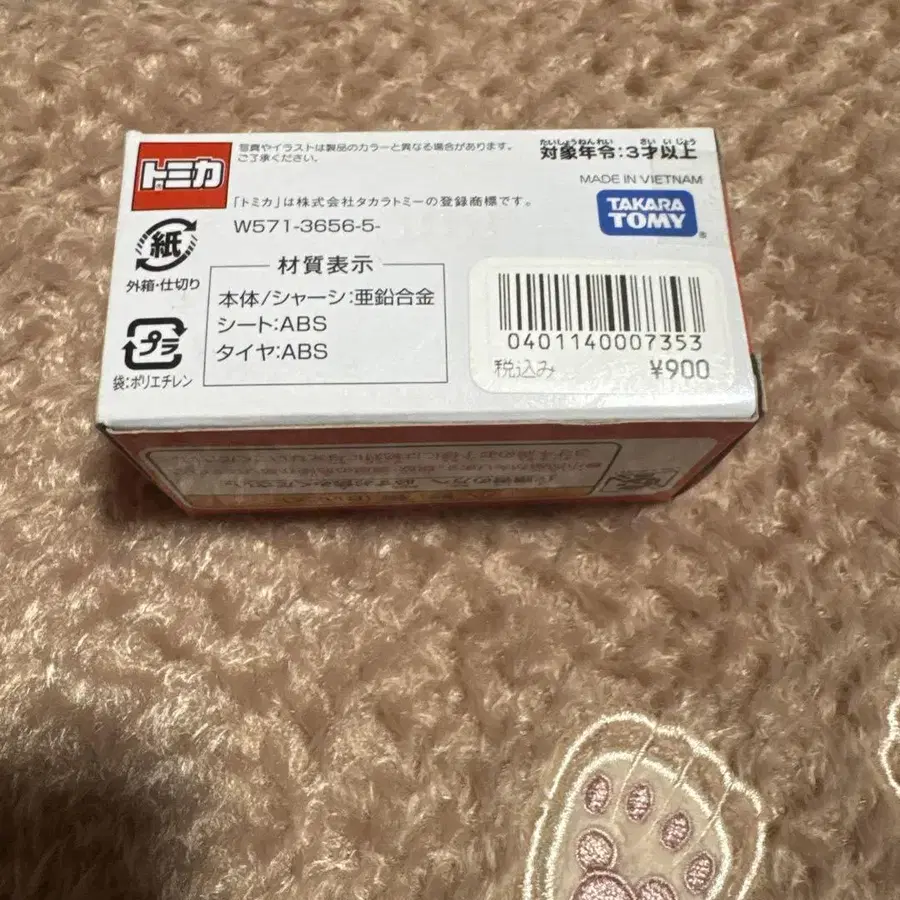 トミカ
写真やイラストは製品のカラーと異なる場合があります。
ご了承ください。
たいしょうねんれい さい いじょう
対象年令:3才以上
MADE IN VIETNAM
「トミカ」は株式会社タカラトミーの登録商標です。
TAKARA
TOMY
W571-3656-5-
紙
外箱・仕切り
材質表示
本体/シャーシ:亜鉛合金
シート:ABS
タイヤ:ABS
プラ
袋:ポリエチレン
0401140007353
税込み ¥900